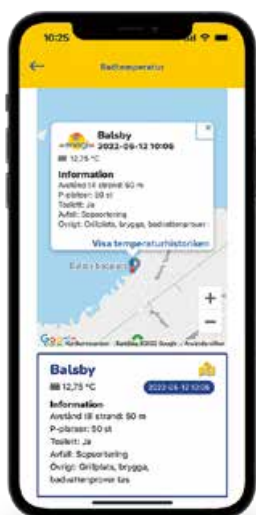 10:25
Badtemperatur
Balsby
2022-06-12 10:06
12,75 °C
Information
Avstånd till strand: 50 m
P-platser: 50 st
Toalett: Ja
Avfall: Sopsortering
Övrigt: Grillplats, brygga, badvattenprover
Visa temperaturhistoriken
+
−
Google
Balsby
12,75 °C
2022-06-12 10:06
Information
Avstånd till strand: 50 m
P-platser: 50 st
Toalett: Ja
Avfall: Sopsortering
Övrigt: Grillplats, brygga,
badvattenprover tas